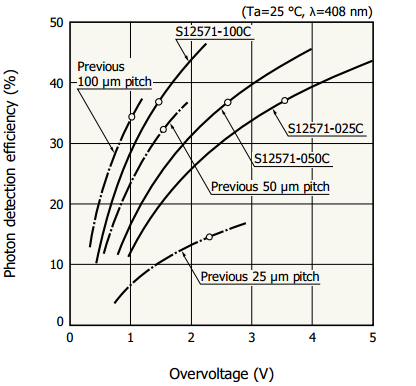 (Ta=25 °C, λ=408 nm)
50
S12571-100C
Previous
100 μm pitch
40
S12571-025C
30
S12571-050C
Previous 50 μm pitch
20
10
Previous 25 μm pitch
0
0 1 2 3 4 5
Photon detection efficiency (%)
Overvoltage (V)